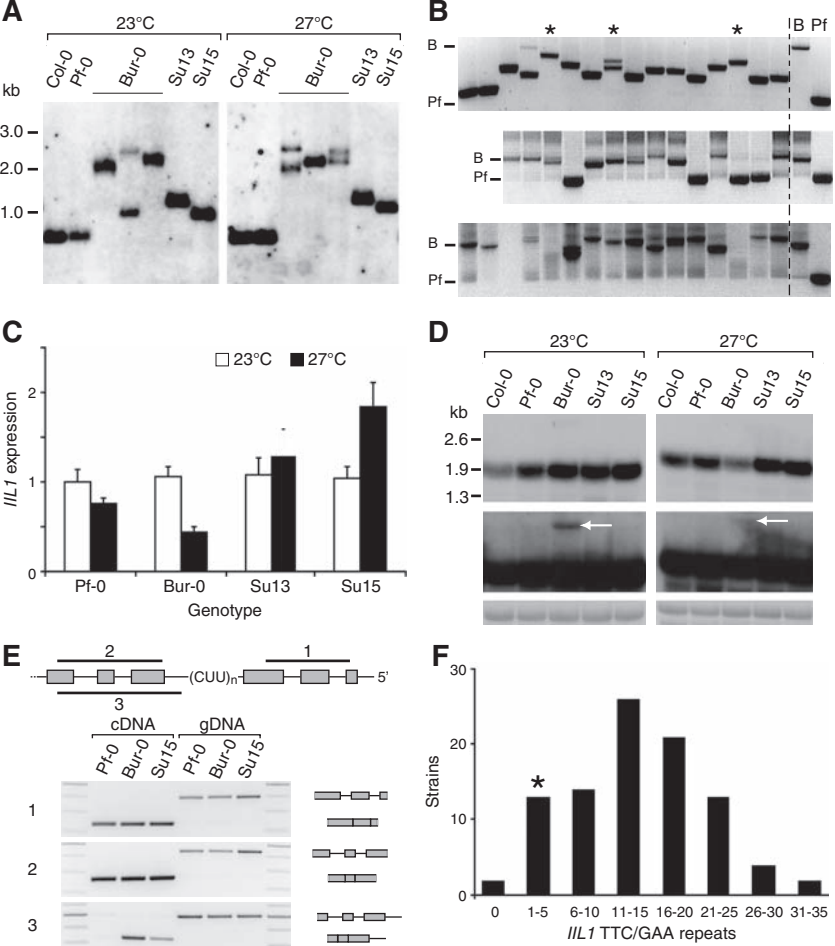 A
23°C
27°C
Col-0
Pf-0
Bur-0
Su13
Su15
Col-0
Pf-0
Bur-0
Su13
Su15
kb
3.0
2.0
1.0
B
* * *
B Pf
B
Pf
B
Pf
B
Pf
C
23°C 27°C
IIL1 expression
2
1
0
Pf-0 Bur-0 Su13 Su15
Genotype
D
23°C
27°C
Col-0
Pf-0
Bur-0
Su13
Su15
Col-0
Pf-0
Bur-0
Su13
Su15
kb
2.6
1.9
1.3
E
2
1
(CUU)n
5'
3
cDNA gDNA
Pf-0
Bur-0
Su15
Pf-0
Bur-0
Su15
1
2
3
F
Strains
30
20
10
0
*
0 1-5 6-10 11-15 16-20 21-25 26-30 31-35
IIL1 TTC/GAA repeats